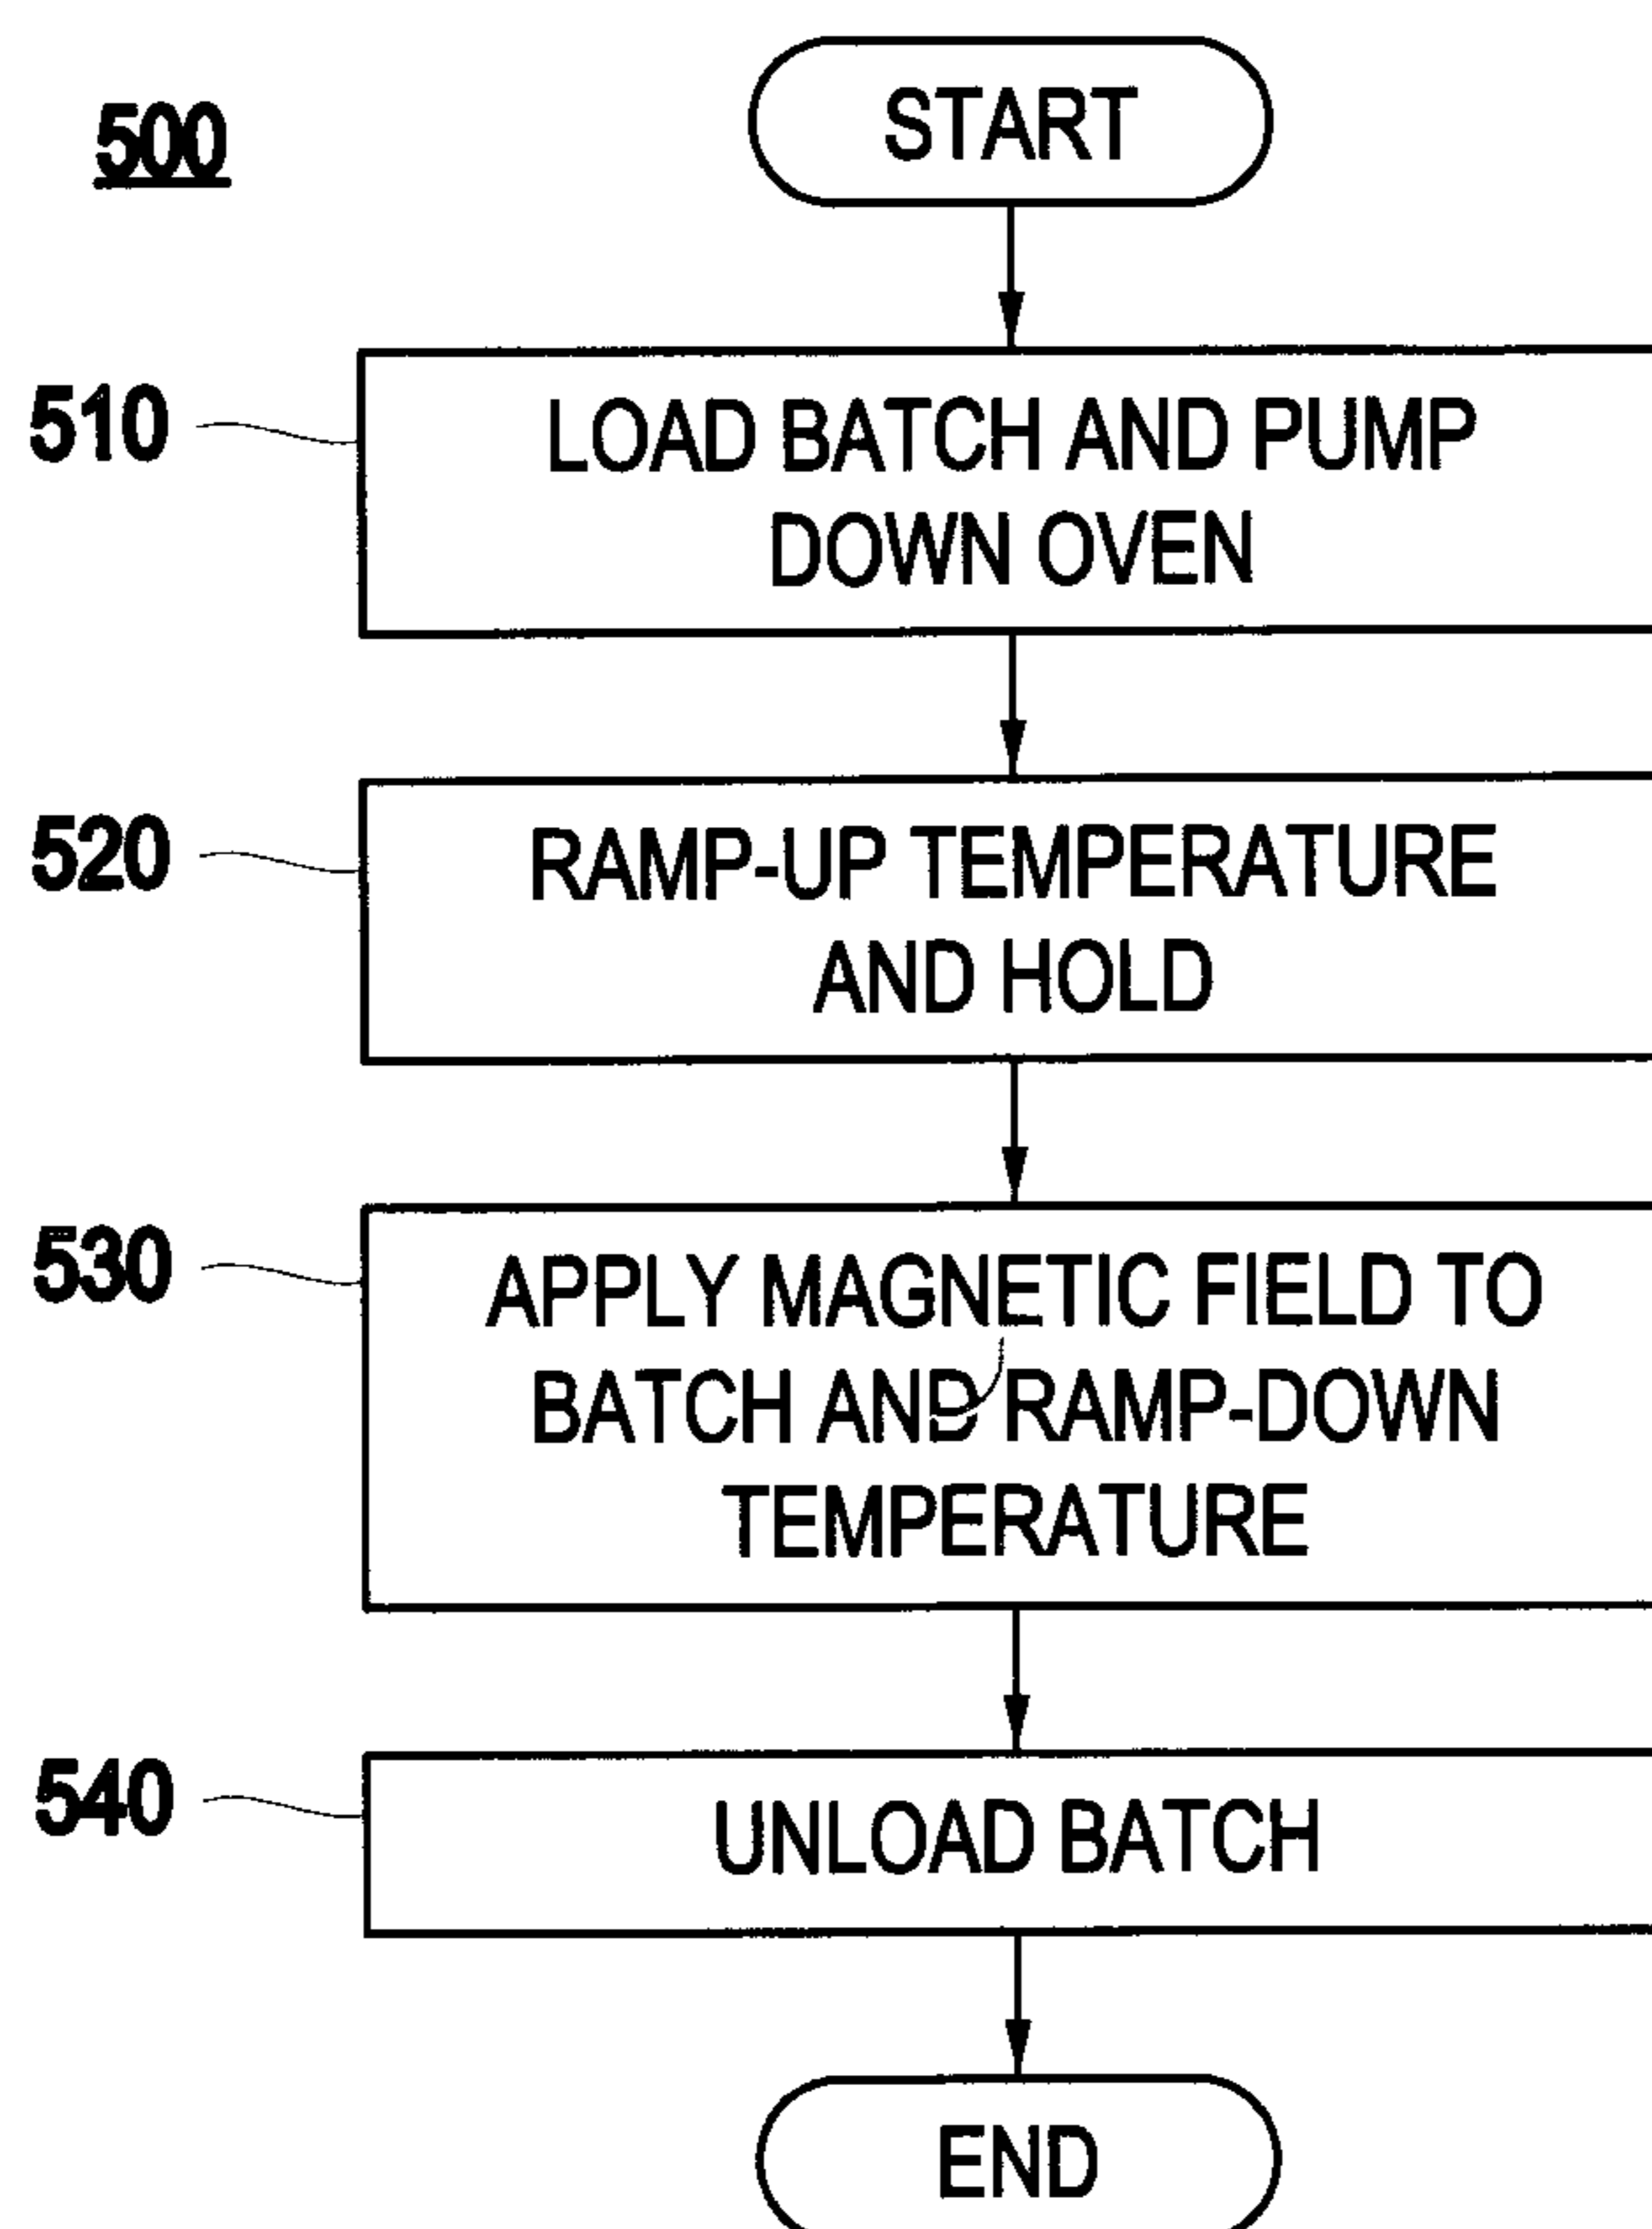 500
START
510
LOAD BATCH AND PUMP
DOWN OVEN
520
RAMP-UP TEMPERATURE
AND HOLD
530
APPLY MAGNETIC FIELD TO
BATCH AND RAMP-DOWN
TEMPERATURE
540
UNLOAD BATCH
END